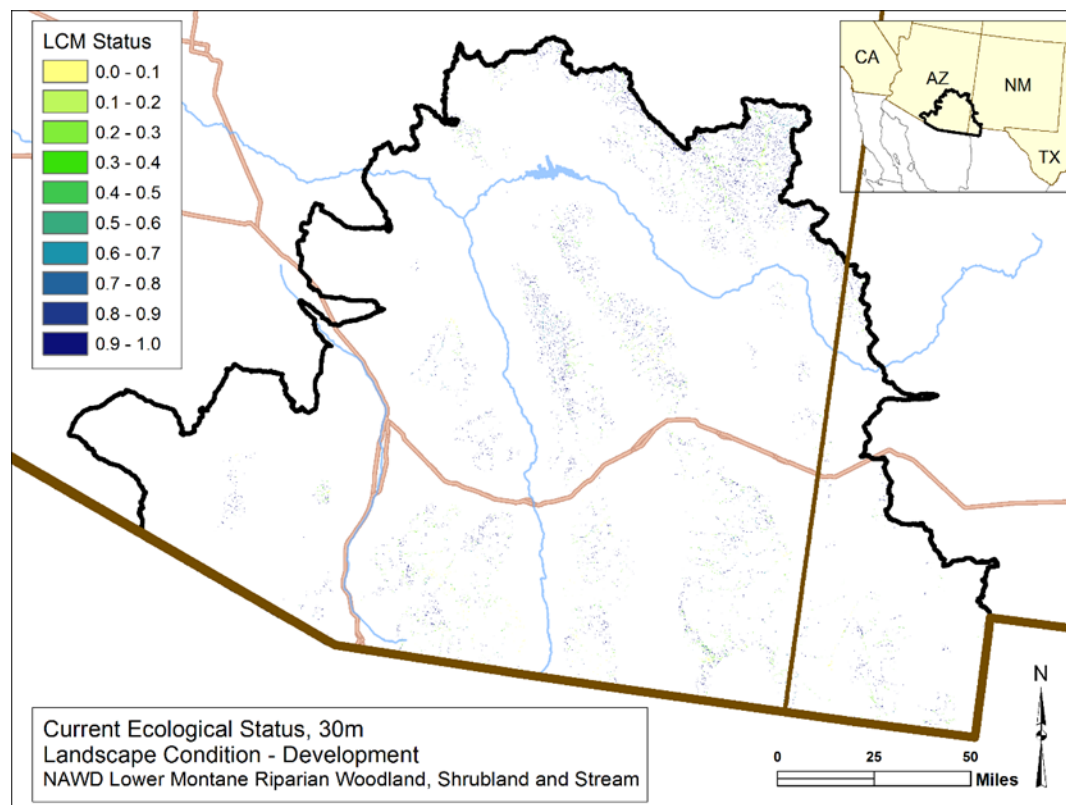 LCM Status
0.0 - 0.1
0.1 - 0.2
0.2 - 0.3
0.3 - 0.4
0.4 - 0.5
0.5 - 0.6
0.6 - 0.7
0.7 - 0.8
0.8 - 0.9
0.9 - 1.0
CA
AZ
NM
TX
Current Ecological Status, 30m
Landscape Condition - Development
NAWD Lower Montane Riparian Woodland, Shrubland and Stream
N
0 25 50
Miles